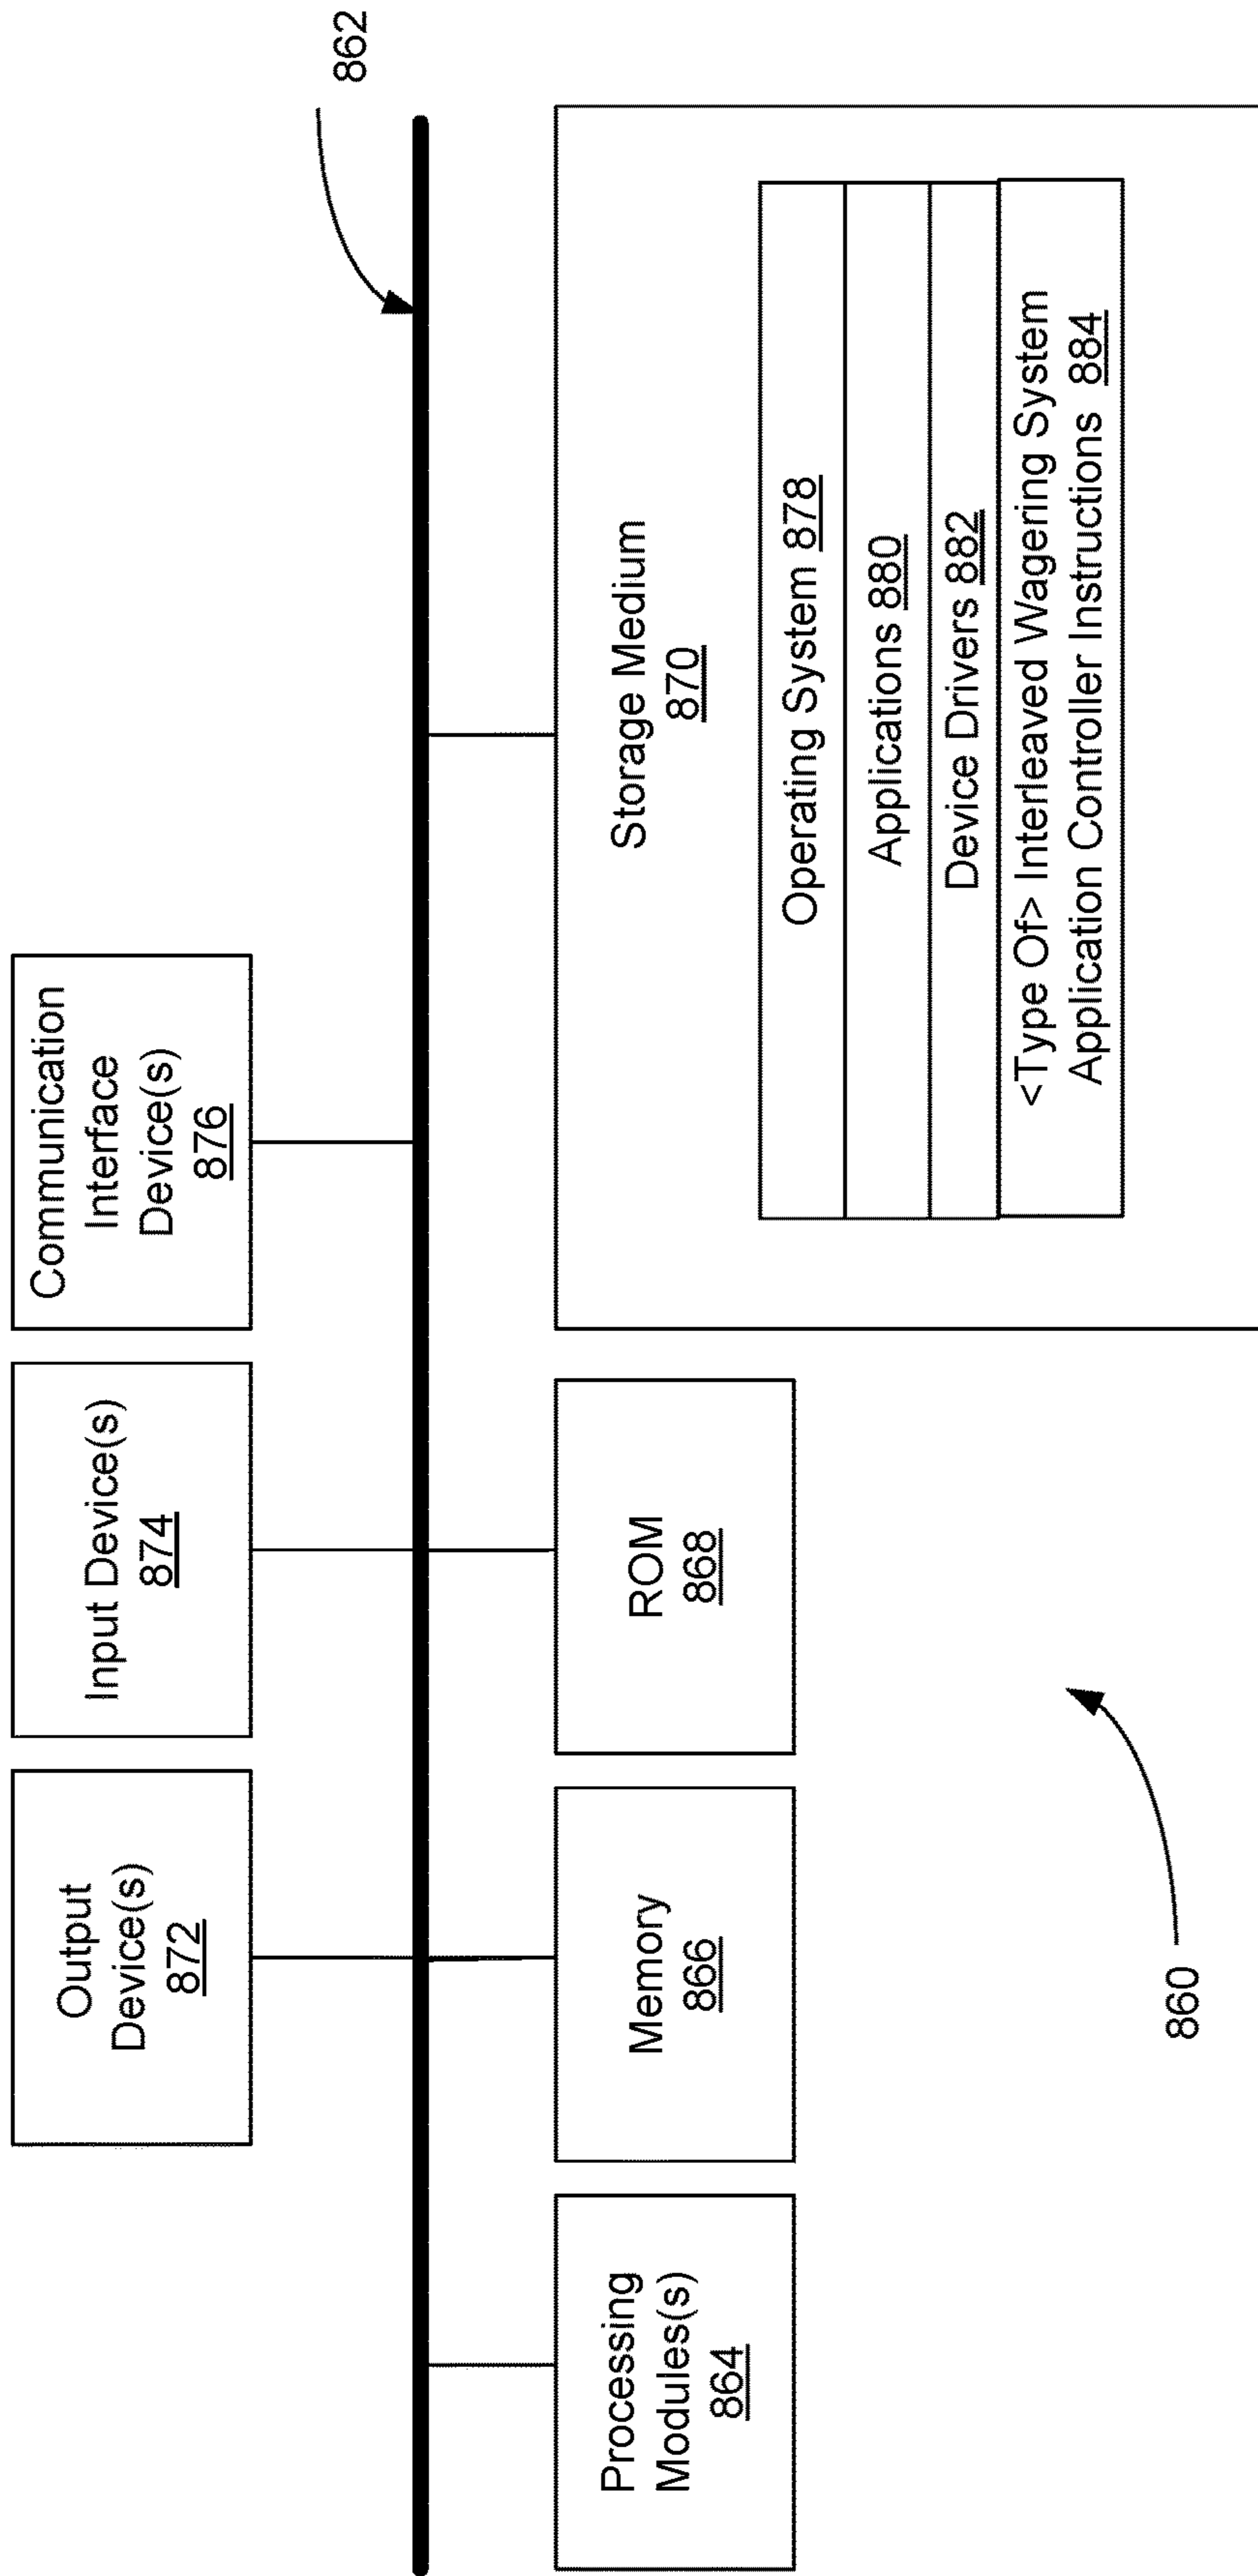 862
Output
Device(s)
872
Input Device(s)
874
Communication
Interface
Device(s)
876
Processing
Modules(s)
864
Memory
866
ROM
868
Storage Medium
870
Operating System 878
Applications 880
Device Drivers 882
<Type Of> Interleaved Wagering System
Application Controller Instructions 884
860